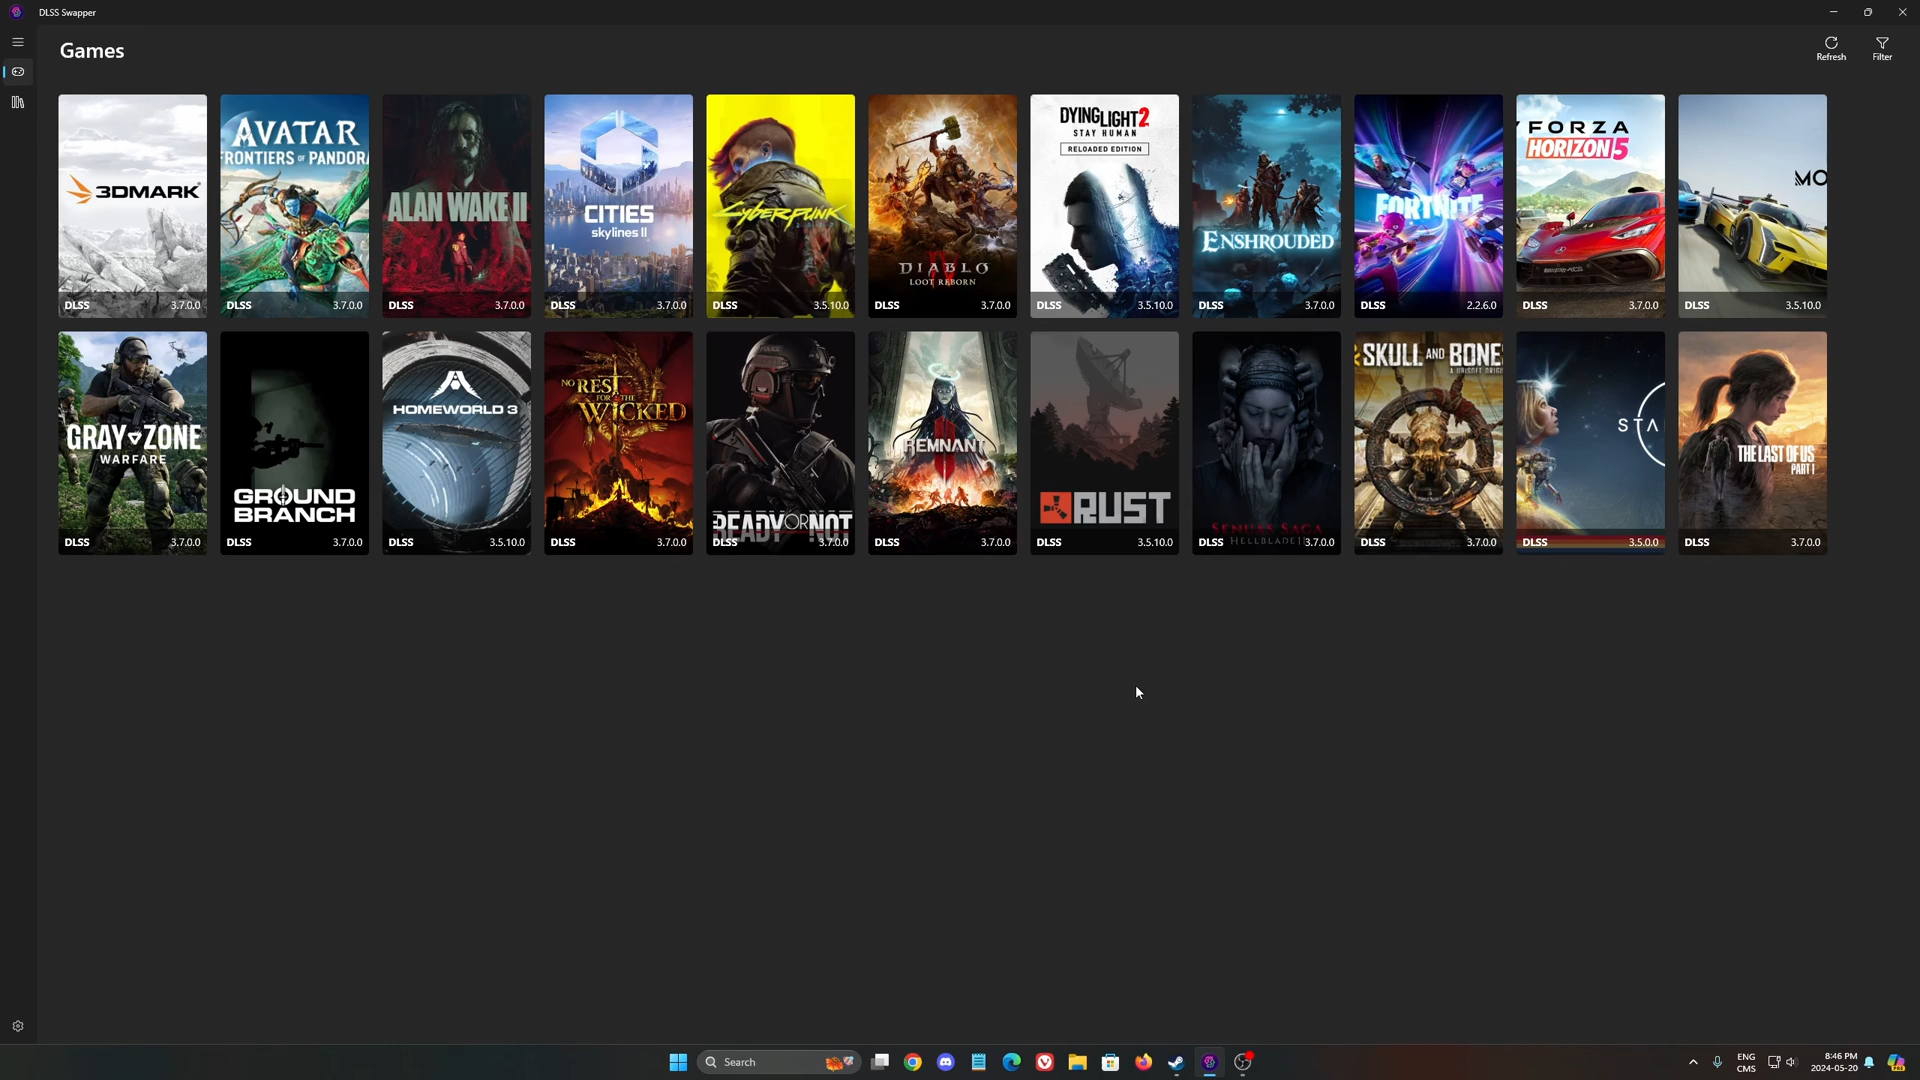 DLSS Swapper
Games
Refresh
Filter
3DMARK
DLSS 3.7.0.0
AVATAR
FRONTIERS OF PANDORA
DLSS 3.7.0.0
ALAN WAKE II
DLSS 3.7.0.0
CITIES
skylines II
DLSS 3.7.0.0
Cyberpunk
DLSS 3.5.10.0
DIABLO
LOOT REBORN
DLSS 3.7.0.0
DYING LIGHT 2
STAY HUMAN
RELOADED EDITION
DLSS 3.5.10.0
ENSHROUDED
DLSS 3.7.0.0
FORTNITE
DLSS 2.2.6.0
FORZA
HORIZON 5
DLSS 3.7.0.0
MO
DLSS 3.5.10.0
GRAY ZONE
WARFARE
DLSS 3.7.0.0
GROUND
BRANCH
DLSS 3.7.0.0
HOMEWORLD 3
DLSS 3.5.10.0
NO REST
FOR THE
WICKED
DLSS 3.7.0.0
READY OR NOT
DLSS 3.7.0.0
REMNANT II
DLSS 3.7.0.0
RUST
DLSS 3.5.10.0
SENUA'S SAGA
HELLBLADE II
DLSS 3.7.0.0
SKULL AND BONES
A UBISOFT ORIGI
DLSS 3.7.0.0
STA
DLSS 3.5.0.0
THE LAST OF US
PART I
DLSS 3.7.0.0
Search
ENG
CMS
8:46 PM
2024-05-20